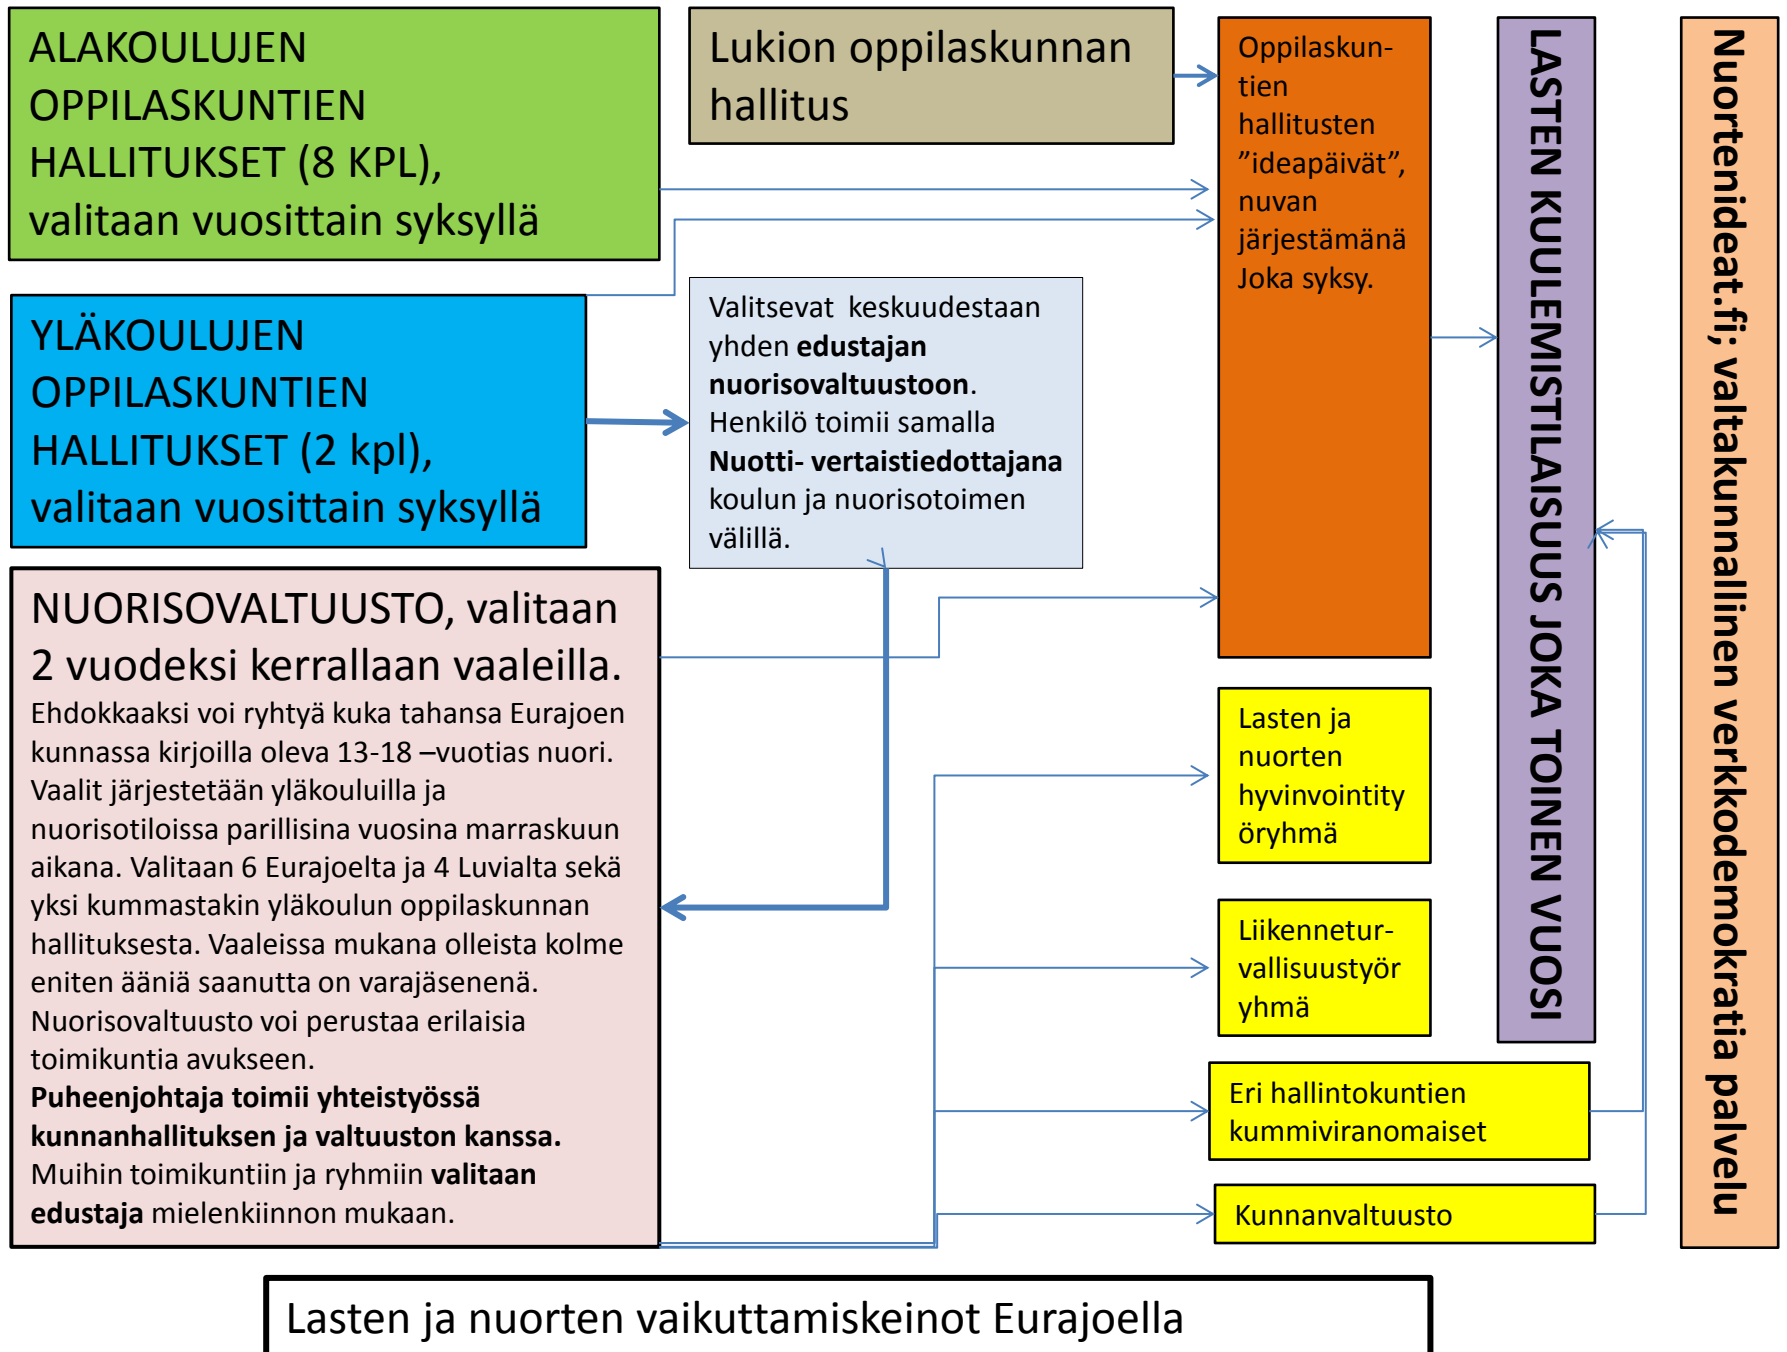 ALAKOULUJEN
OPPILASKUNTIEN
HALLITUKSET (8 KPL),
valitaan vuosittain syksyllä
Lukion oppilaskunnan
hallitus
Oppilaskun-
tien
hallitusten
”ideapäivät”,
nuvan
järjestämänä
Joka syksy.
LASTEN KUULEMISTILAISUUS JOKA TOINEN VUOSI
Nuortenideat.fi; valtakunnallinen verkkodemokratia palvelu
YLÄKOULUJEN
OPPILASKUNTIEN
HALLITUKSET (2 kpl),
valitaan vuosittain syksyllä
Valitsevat keskuudestaan
yhden edustajan
nuorisovaltuustoon.
Henkilö toimii samalla
Nuotti- vertaistiedottajana
koulun ja nuorisotoimen
välillä.
NUORISOVALTUUSTO, valitaan
2 vuodeksi kerrallaan vaaleilla.
Ehdokkaaksi voi ryhtyä kuka tahansa Eurajoen
kunnassa kirjoilla oleva 13-18 –vuotias nuori.
Vaalit järjestetään yläkouluilla ja
nuorisotiloissa parillisina vuosina marraskuun
aikana. Valitaan 6 Eurajoelta ja 4 Luvialta sekä
yksi kummastakin yläkoulun oppilaskunnan
hallituksesta. Vaaleissa mukana olleista kolme
eniten ääniä saanutta on varajäsenenä.
Nuorisovaltuusto voi perustaa erilaisia
toimikuntia avukseen.
Puheenjohtaja toimii yhteistyössä
kunnanhallituksen ja valtuuston kanssa.
Muihin toimikuntiin ja ryhmiin valitaan
edustaja mielenkiinnon mukaan.
Lasten ja
nuorten
hyvinvointity
öryhmä
Liikennetur-
vallisuustyör
yhmä
Eri hallintokuntien
kummiviranomaiset
Kunnanvaltuusto
Lasten ja nuorten vaikuttamiskeinot Eurajoella